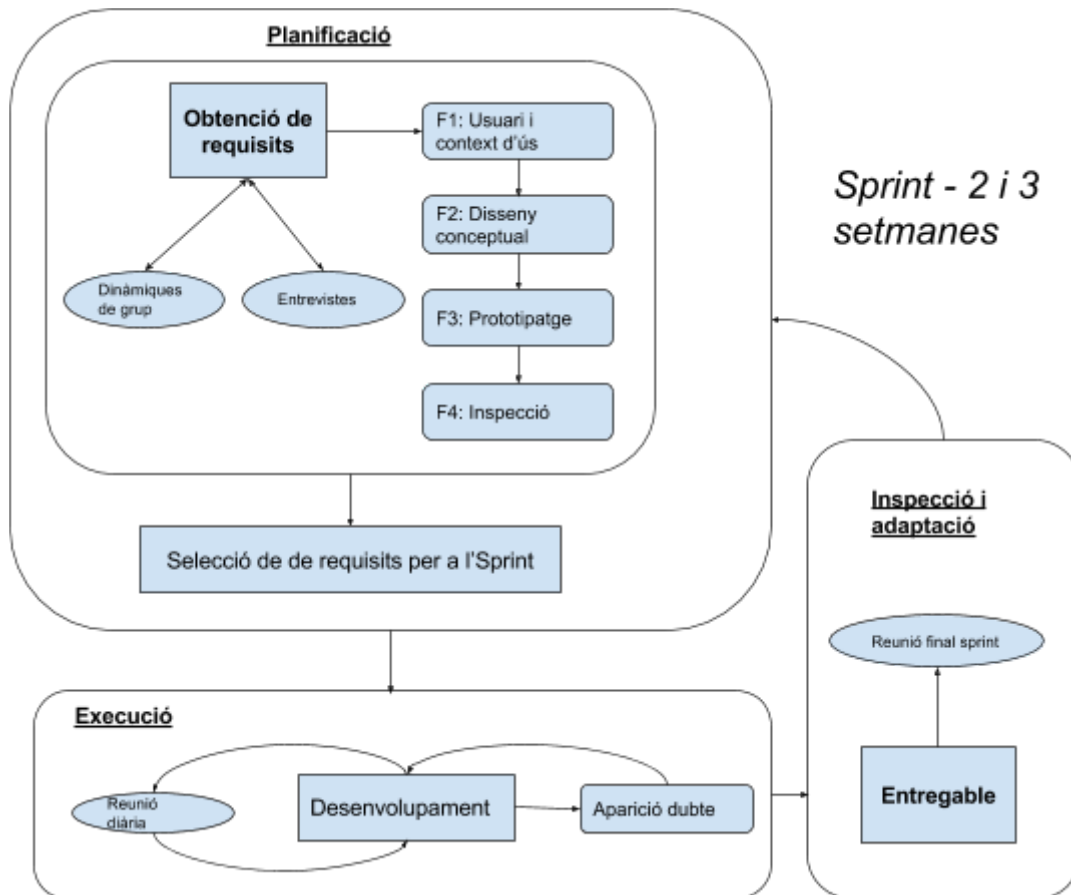 Planificació
Obtenció de
requisits
F1: Usuari i
context d'ús
F2: Disseny
conceptual
F3: Prototipatge
F4: Inspecció
Dinàmiques
de grup
Entrevistes
Selecció de de requisits per a l'Sprint
Sprint - 2 i 3
setmanes
Execució
Reunió
diária
Desenvolupament
Aparició dubte
Inspecció i
adaptació
Reunió final sprint
Entregable